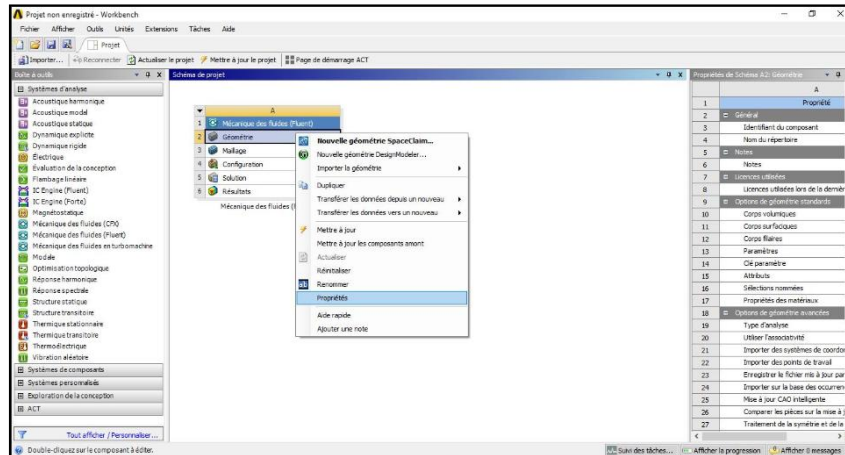 Projet non enregistré - Workbench
Fichier Afficher Outils Unités Extensions Tâches Aide
Projet
Importer... Reconnecter Actualiser le projet Mettre à jour le projet Page de démarrage ACT
Boîte à outils
Systèmes d'analyse
Acoustique harmonique
Acoustique modal
Acoustique statique
Dynamique explicite
Dynamique rigide
Électrique
Évaluation de la conception
Flambage linéaire
IC Engine (Fluent)
IC Engine (Forte)
Magnétostatique
Mécanique des fluides (CFX)
Mécanique des fluides (Fluent)
Mécanique des fluides en turbomachine
Modale
Optimisation topologique
Réponse harmonique
Réponse spectrale
Structure statique
Structure transitoire
Thermique stationnaire
Thermique transitoire
Thermoélectrique
Vibration aléatoire
Systèmes de composants
Systèmes personnalisés
Exploration de la conception
ACT
Tout afficher / Personnaliser...
Schéma de projet
A
1 Mécanique des fluides (Fluent)
2 Géométrie
3 Maillage
4 Configuration
5 Solution
6 Résultats
Mécanique des fluides (
Nouvelle géométrie SpaceClaim...
Nouvelle géométrie DesignModeler...
Importer la géométrie
Dupliquer
Transférer les données depuis un nouveau
Transférer les données vers un nouveau
Mettre à jour
Mettre à jour les composants amont
Actualiser
Réinitialiser
Renommer
Propriétés
Aide rapide
Ajouter une note
Propriétés de Schéma A2: Géométrie
A
1 Propriété
2 Général
3 Identifiant du composant
4 Nom du répertoire
5 Notes
6 Notes
7 Licences utilisées
8 Licences utilisées lors de la dernièr
9 Options de géométrie standards
10 Corps volumiques
11 Corps surfaciques
12 Corps filaires
13 Paramètres
14 Clé paramètre
15 Attributs
16 Sélections nommées
17 Propriétés des matériaux
18 Options de géométrie avancées
19 Type d'analyse
20 Utiliser l'associativité
21 Importer des systèmes de coordo
22 Importer des points de travail
23 Enregistrer le fichier mis à jour par
24 Importer sur la base des occurren
25 Mise à jour CAO intelligente
26 Comparer les pièces sur la mise à j
27 Traitement de la symétrie et de la
Double-cliquez sur le composant à éditer.
Suivi des tâches... Afficher la progression Afficher 8 messages